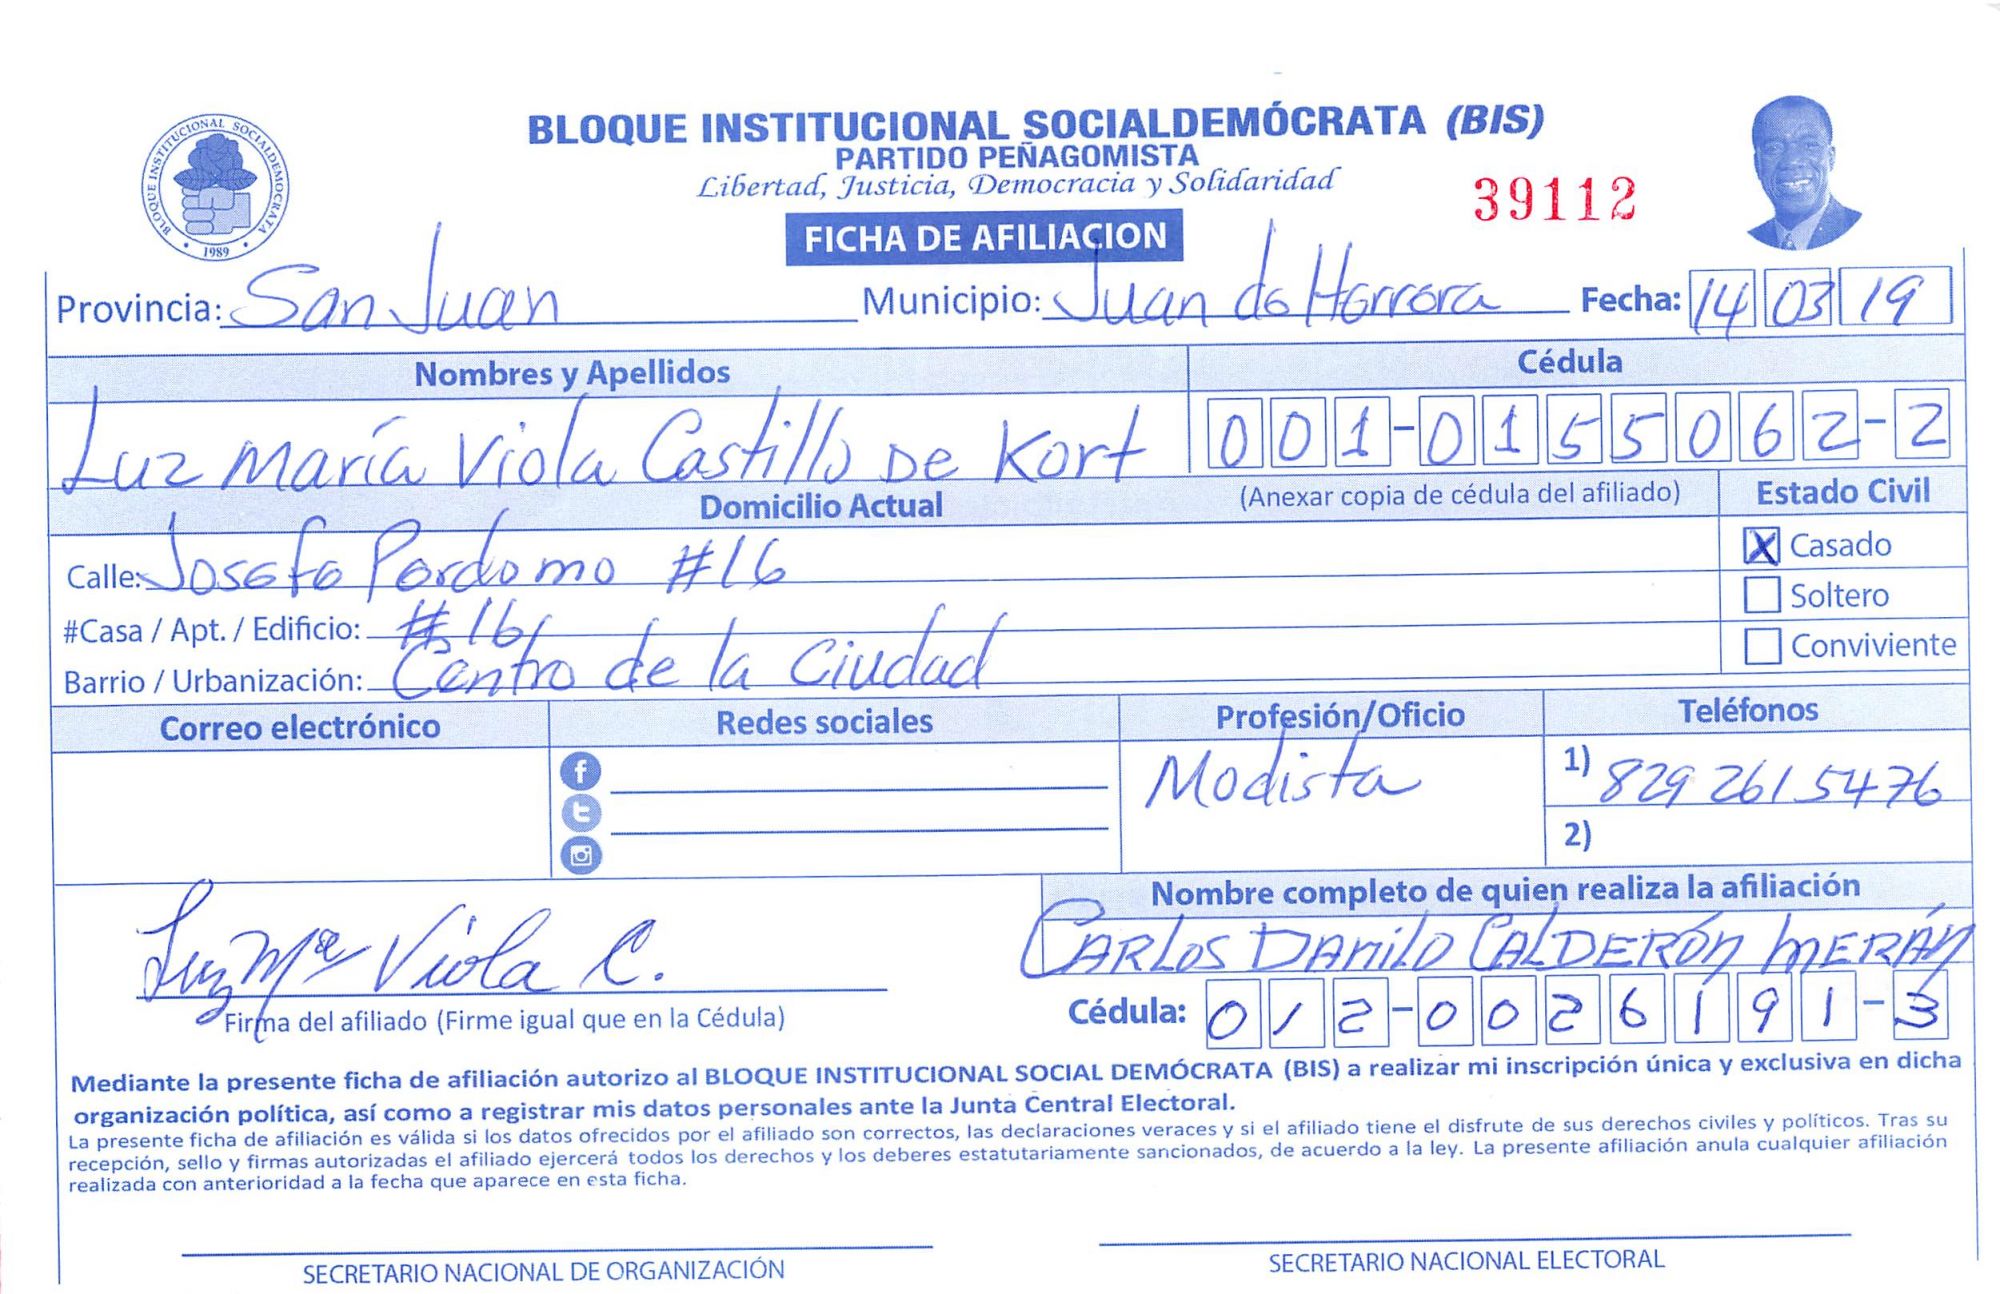 BLOQUE INSTITUCIONAL SOCIALDEMÓCRATA (BIS)
PARTIDO PEÑAGOMISTA
Libertad, Justicia, Democracia y Solidaridad
39112
BLOQUE INSTITUCIONAL SOCIALDEMOCRATA
1989
FICHA DE AFILIACION
Provincia: San Juan Municipio: Juan de Herrera Fecha: 14 03 19
Nombres y Apellidos Cédula
Luz María Viola Castillo De Kort 001-0155062-2
Domicilio Actual (Anexar copia de cédula del afiliado) Estado Civil
Calle: Josefa Perdomo #16 X Casado
Soltero
#Casa / Apt. / Edificio: #16 Conviviente
Barrio / Urbanización: Centro de la Ciudad
Correo electrónico Redes sociales Profesión/Oficio Teléfonos
Modista 1) 829 261 5476
2)
Nombre completo de quien realiza la afiliación
Luz Mª Viola C. CARLOS DANILO CALDERÓN MERÁN
Firma del afiliado (Firme igual que en la Cédula) Cédula: 012-0026191-3
Mediante la presente ficha de afiliación autorizo al BLOQUE INSTITUCIONAL SOCIAL DEMÓCRATA (BIS) a realizar mi inscripción única y exclusiva en dicha
organización política, así como a registrar mis datos personales ante la Junta Central Electoral.
La presente ficha de afiliación es válida si los datos ofrecidos por el afiliado son correctos, las declaraciones veraces y si el afiliado tiene el disfrute de sus derechos civiles y políticos. Tras su
recepción, sello y firmas autorizadas el afiliado ejercerá todos los derechos y los deberes estatutariamente sancionados, de acuerdo a la ley. La presente afiliación anula cualquier afiliación
realizada con anterioridad a la fecha que aparece en esta ficha.
SECRETARIO NACIONAL DE ORGANIZACIÓN SECRETARIO NACIONAL ELECTORAL